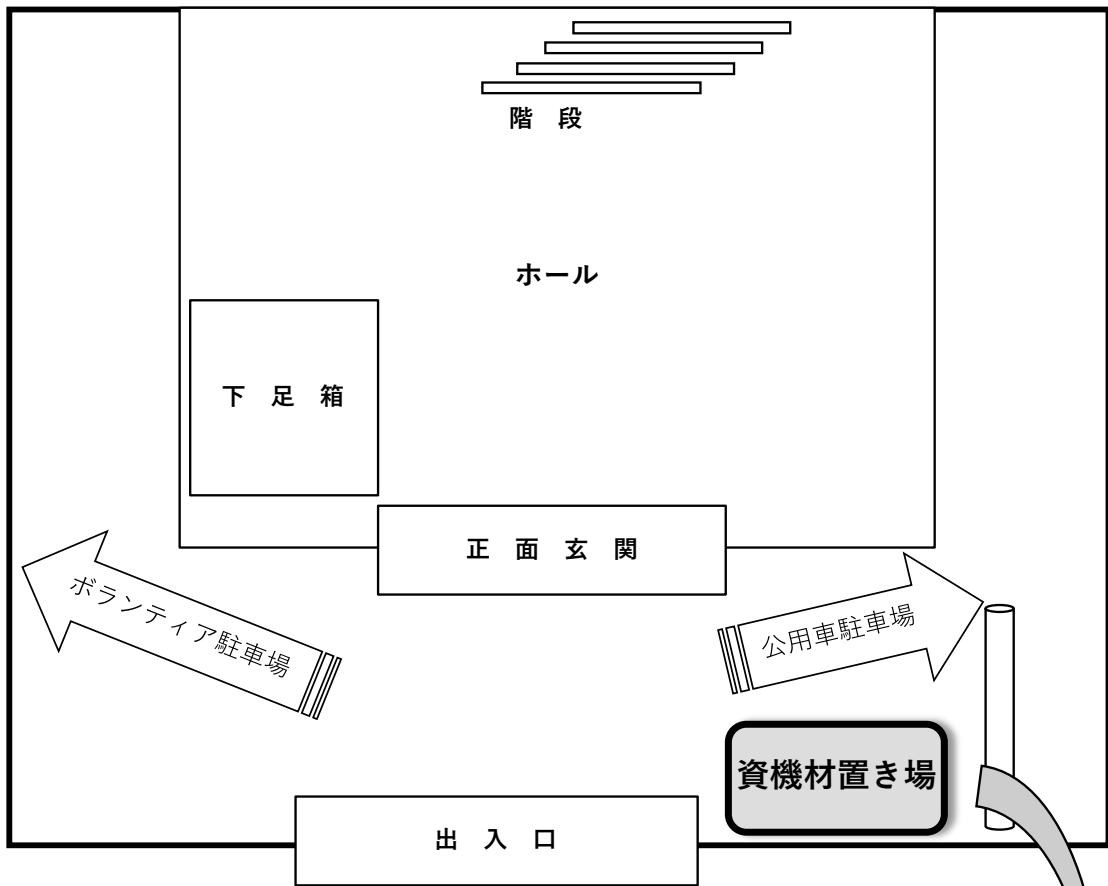 階 段
ホール
下 足 箱
正 面 玄 関
ボランティア駐車場
公用車駐車場
資機材置き場
出 入 口